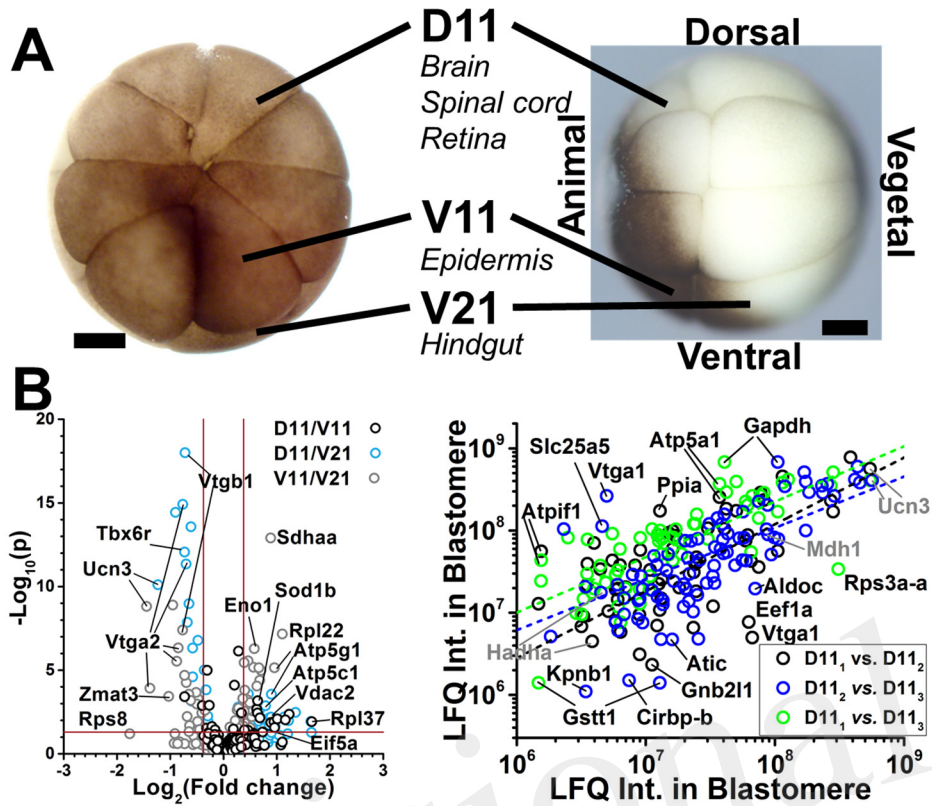 A
D11
Brain
Spinal cord
Retina
V11
Epidermis
V21
Hindgut
Dorsal
Animal
Vegetal
Ventral
B
20
15
10
5
0
-Log10(p)
-3
-2
-1
0
1
2
3
Log2(Fold change)
D11/V11
D11/V21
V11/V21
Vtgb1
Tbx6r
Ucn3
Vtga2
Zmat3
Rps8
Sdhaa
Sod1b
Eno1
Rpl22
Atp5g1
Atp5c1
Vdac2
Rpl37
Eif5a
LFQ Int. in Blastomere
10^9
10^8
10^7
10^6
10^6
10^7
10^8
10^9
LFQ Int. in Blastomere
Slc25a5
Vtga1
Atp5a1
Gapdh
Ppia
Atpif1
Ucn3
Mdh1
Rps3a-a
Aldoc
Eef1a
Vtga1
Hadha
Kpnb1
Atic
Gnb2l1
Gstt1
Cirbp-b
D11₁ vs. D11₂
D11₂ vs. D11₃
D11₁ vs. D11₃